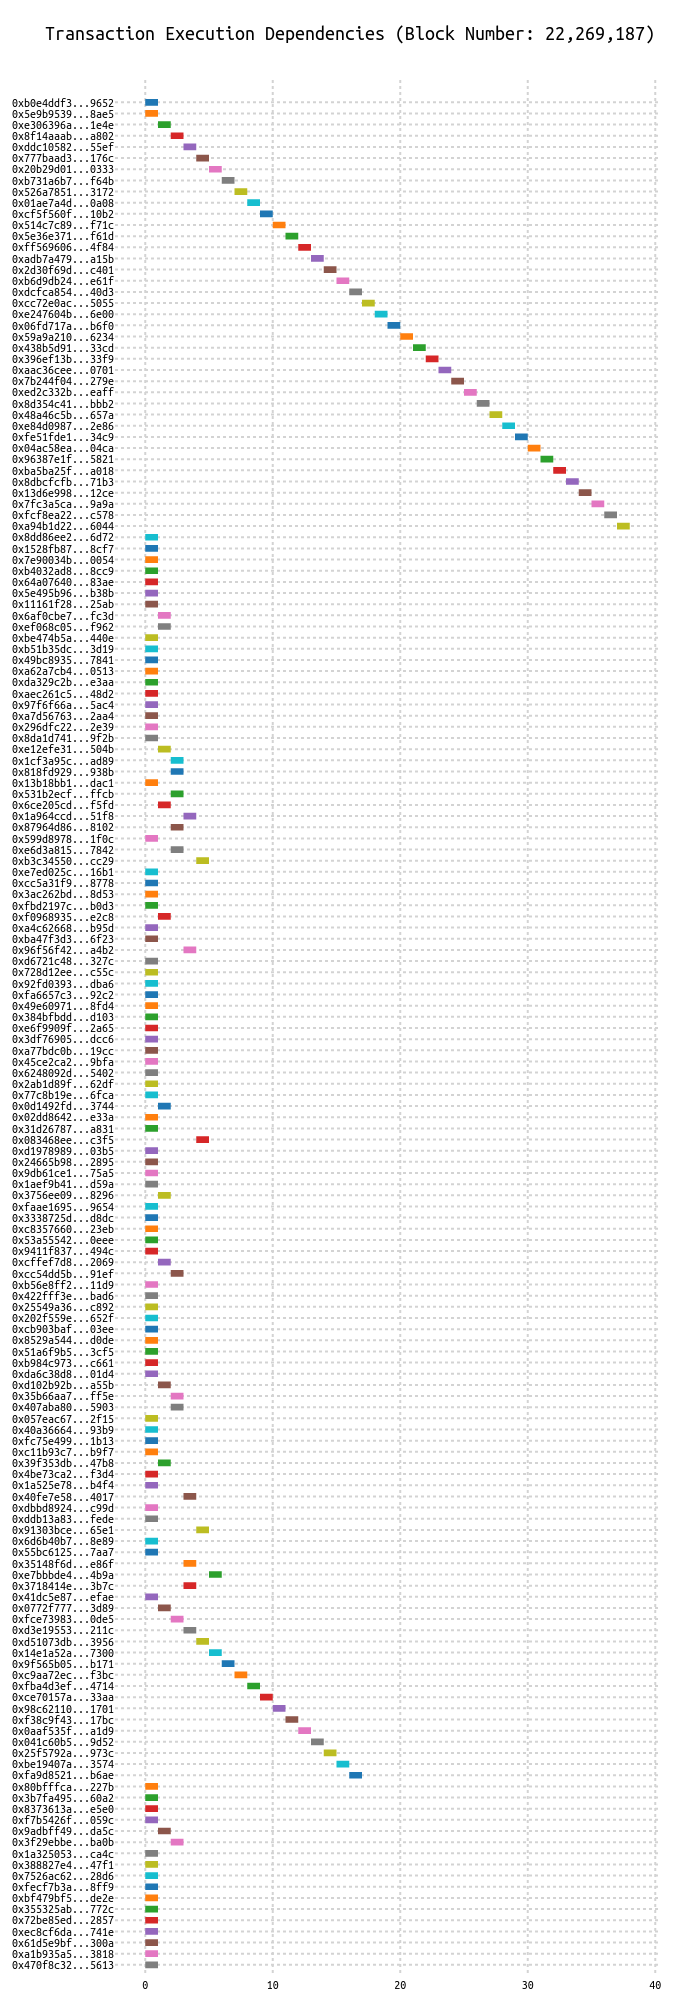 Transaction Execution Dependencies (Block Number: 22,269,187)
0xb0e4ddf3...9652
0x5e9b9539...8ae5
0xe306396a...1e4e
0x8f14aaab...a802
0xddc10582...55ef
0x777baad3...176c
0x20b29d01...0333
0xb731a6b7...f64b
0x526a7851...3172
0x01ae7a4d...0a08
0xcf5f560f...10b2
0x514c7c89...f71c
0x5e36e371...f61d
0xff569606...4f84
0xadb7a479...a15b
0x2d30f69d...c401
0xb6d9db24...e61f
0xdcfca854...40d3
0xcc72e0ac...5055
0xe247604b...6e00
0x06fd717a...b6f0
0x59a9a210...6234
0x438b5d91...33cd
0x396ef13b...33f9
0xaac36cee...0701
0x7b244f04...279e
0xed2c332b...eaff
0x8d354c41...bbb2
0x48a46c5b...657a
0xe84d0987...2e86
0xfe51fde1...34c9
0x04ac58ea...04ca
0x96387e1f...5821
0xba5ba25f...a018
0x8dbcfcfb...71b3
0x13d6e998...12ce
0x7fc3a5ca...9a9a
0xfcf8ea22...c578
0xa94b1d22...6044
0x8dd86ee2...6d72
0x1528fb87...8cf7
0x7e90034b...0054
0xb4032ad8...8cc9
0x64a07640...83ae
0x5e495b96...b38b
0x11161f28...25ab
0x6af0cbe7...fc3d
0xef068c05...f962
0xbe474b5a...440e
0xb51b35dc...3d19
0x49bc8935...7841
0xa62a7cb4...0513
0xda329c2b...e3aa
0xaec261c5...48d2
0x97f6f66a...5ac4
0xa7d56763...2aa4
0x296dfc22...2e39
0x8da1d741...9f2b
0xe12efe31...504b
0x1cf3a95c...ad89
0x818fd929...938b
0x13b18bb1...dac1
0x531b2ecf...ffcb
0x6ce205cd...f5fd
0x1a964ccd...51f8
0x87964d86...8102
0x599d8978...1f0c
0xe6d3a815...7842
0xb3c34550...cc29
0xe7ed025c...16b1
0xcc5a31f9...8778
0x3ac262bd...8d53
0xfbd2197c...b0d3
0xf0968935...e2c8
0xa4c62668...b95d
0xba47f3d3...6f23
0x96f56f42...a4b2
0xd6721c48...327c
0x728d12ee...c55c
0x92fd0393...dba6
0xfa6657c3...92c2
0x49e60971...8fd4
0x384bfbdd...d103
0xe6f9909f...2a65
0x3df76905...dcc6
0xa77bdc0b...19cc
0x45ce2ca2...9bfa
0x6248092d...5402
0x2ab1d89f...62df
0x77c8b19e...6fca
0x0d1492fd...3744
0x02dd8642...e33a
0x31d26787...a831
0x083468ee...c3f5
0xd1978989...03b5
0x24665b98...2895
0x9db61ce1...75a5
0x1aef9b41...d59a
0x3756ee09...8296
0xfaae1695...9654
0x3338725d...d8dc
0xc8357660...23eb
0x53a55542...0eee
0x9411f837...494c
0xcffef7d8...2069
0xcc54dd5b...91ef
0xb56e8ff2...11d9
0x422fff3e...bad6
0x25549a36...c892
0x202f559e...652f
0xcb903baf...03ee
0x8529a544...d0de
0x51a6f9b5...3cf5
0xb984c973...c661
0xda6c38d8...01d4
0xd102b92b...a55b
0x35b66aa7...ff5e
0x407aba80...5903
0x057eac67...2f15
0x40a36664...93b9
0xfc75e499...1b13
0xc11b93c7...b9f7
0x39f353db...47b8
0x4be73ca2...f3d4
0x1a525e78...b4f4
0x40fe7e58...4017
0xdbbd8924...c99d
0xddb13a83...fede
0x91303bce...65e1
0x6d6b40b7...8e89
0x55bc6125...7aa7
0x35148f6d...e86f
0xe7bbbde4...4b9a
0x3718414e...3b7c
0x41dc5e87...efae
0x0772f777...3d89
0xfce73983...0de5
0xd3e19553...211c
0xd51073db...3956
0x14e1a52a...7300
0x9f565b05...b171
0xc9aa72ec...f3bc
0xfba4d3ef...4714
0xce70157a...33aa
0x98c62110...1701
0xf38c9f43...17bc
0x0aaf535f...a1d9
0x041c60b5...9d52
0x25f5792a...973c
0xbe19407a...3574
0xfa9d8521...b6ae
0x80bfffca...227b
0x3b7fa495...60a2
0x8373613a...e5e0
0xf7b5426f...059c
0x9adbff49...da5c
0x3f29ebbe...ba0b
0x1a325053...ca4c
0x388827e4...47f1
0x7526ac62...28d6
0xfecf7b3a...8ff9
0xbf479bf5...de2e
0x355325ab...772c
0x72be85ed...2857
0xec8cf6da...741e
0x61d5e9bf...300a
0xa1b935a5...3818
0x470f8c32...5613
0 10 20 30 40